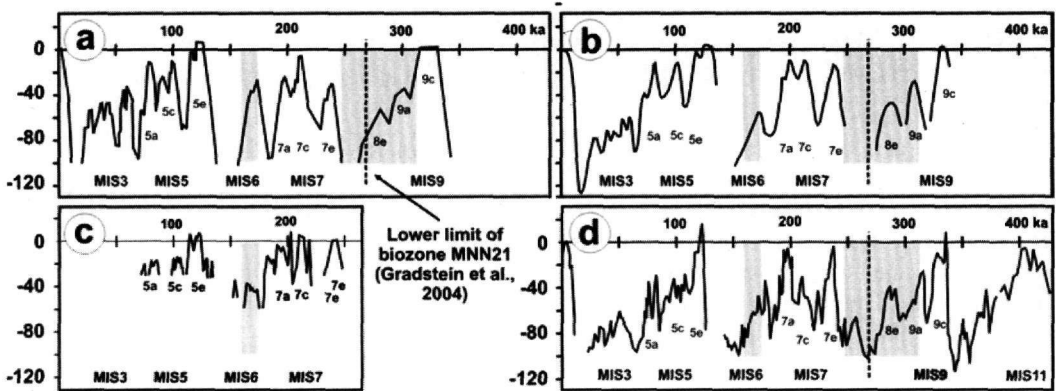 a
100 200 300 400 ka
0
-40
-80
-120
5a 5c 5e 7a 7c 7e 8e 9a 9c
MIS3 MIS5 MIS6 MIS7 MIS9
b
100 200 300 400 ka
5a 5c 5e 7a 7c 7e 8e 9a 9c
MIS3 MIS5 MIS6 MIS7 MIS9
c
100 200
0
-40
-80
-120
5a 5c 5e 7a 7c 7e 7e
MIS3 MIS5 MIS6 MIS7
Lower limit of
biozone MNN21
(Gradstein et al.,
2004)
d
100 200 300 400 ka
0
-40
-80
-120
5a 5c 5e 7a 7c 7e 8e 9a 9c
MIS3 MIS5 MIS6 MIS7 MIS9 MIS11